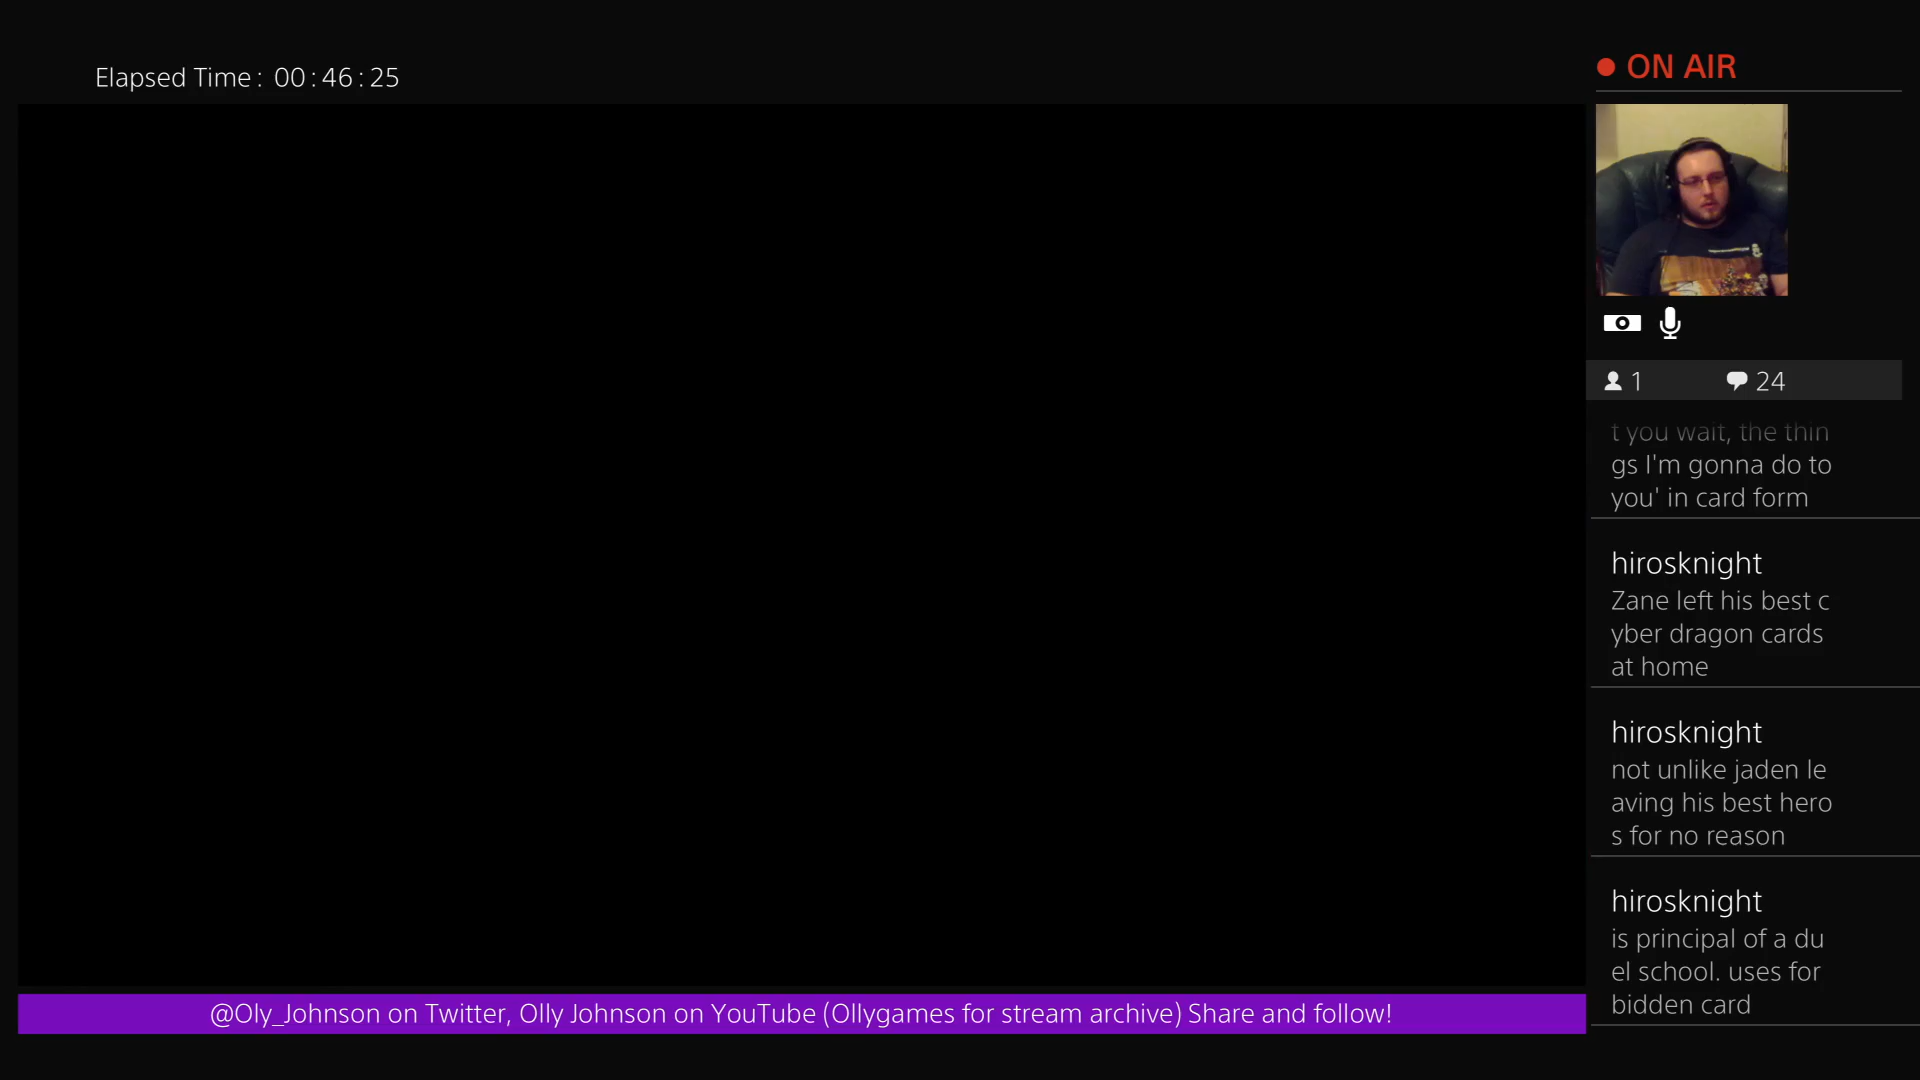 Elapsed Time: 00:46:25
ON AIR
1
24
t you wait, the thin
gs I'm gonna do to
you' in card form
hirosknight
Zane left his best c
yber dragon cards
at home
hirosknight
not unlike jaden le
aving his best hero
s for no reason
hirosknight
is principal of a du
el school. uses for
bidden card
@Oly_Johnson on Twitter, Olly Johnson on YouTube (Ollygames for stream archive) Share and follow!